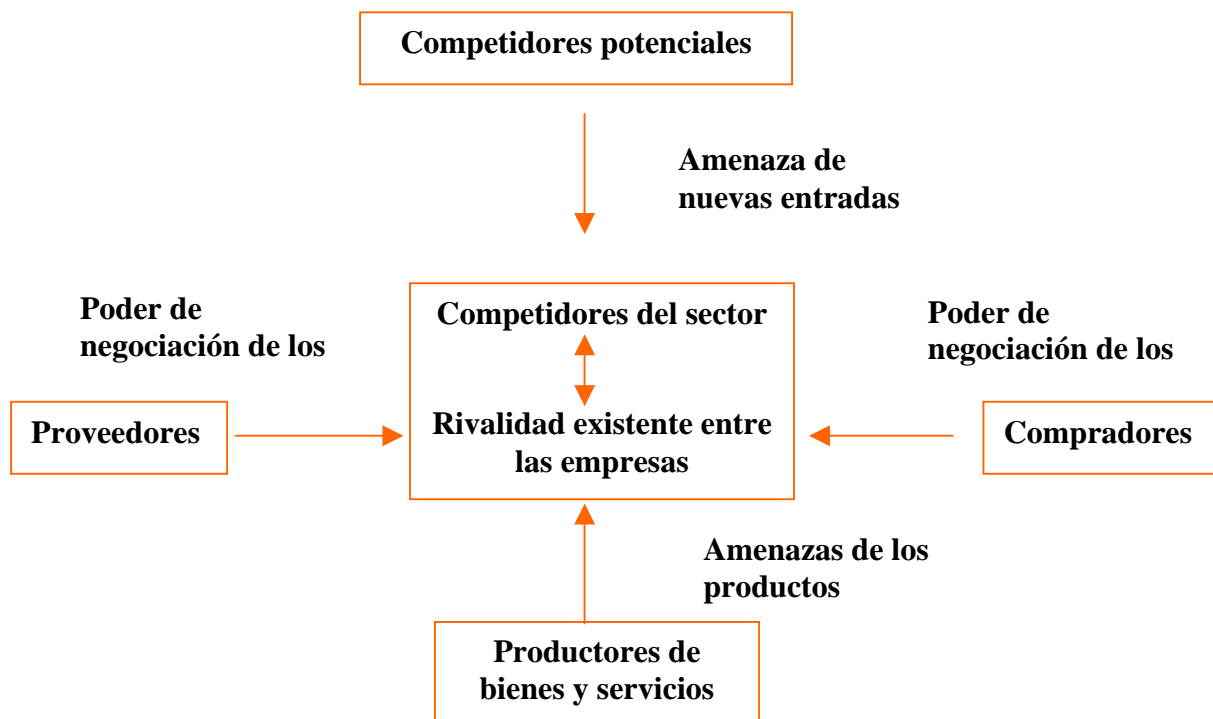 Competidores potenciales
Amenaza de
nuevas entradas
Poder de
negociación de los
Competidores del sector
Poder de
negociación de los
Proveedores
Rivalidad existente entre
las empresas
Compradores
Amenazas de los
productos
Productores de
bienes y servicios